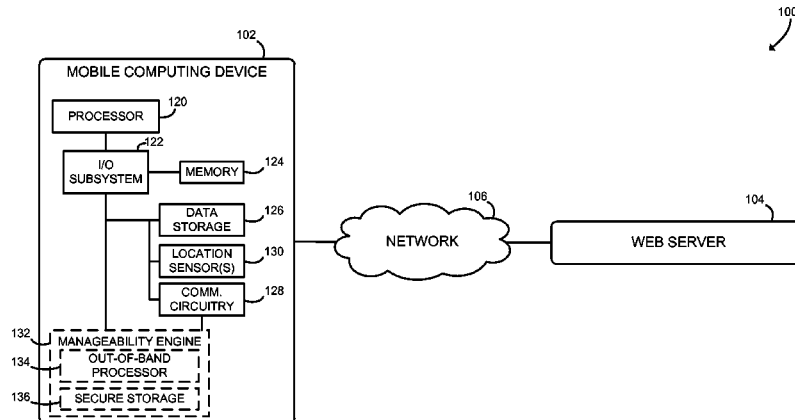 100
102
MOBILE COMPUTING DEVICE
PROCESSOR
120
122
I/O
SUBSYSTEM
MEMORY
124
DATA
STORAGE
126
LOCATION
SENSOR(S)
130
COMM.
CIRCUITRY
128
132
MANAGEABILITY ENGINE
134
OUT-OF-BAND
PROCESSOR
136
SECURE STORAGE
106
NETWORK
104
WEB SERVER